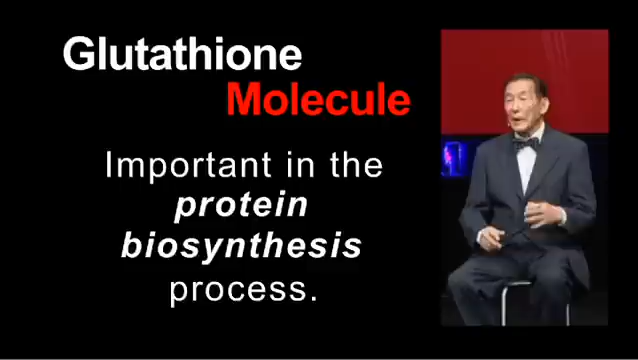 Glutathione
Molecule
Important in the
protein
biosynthesis
process.